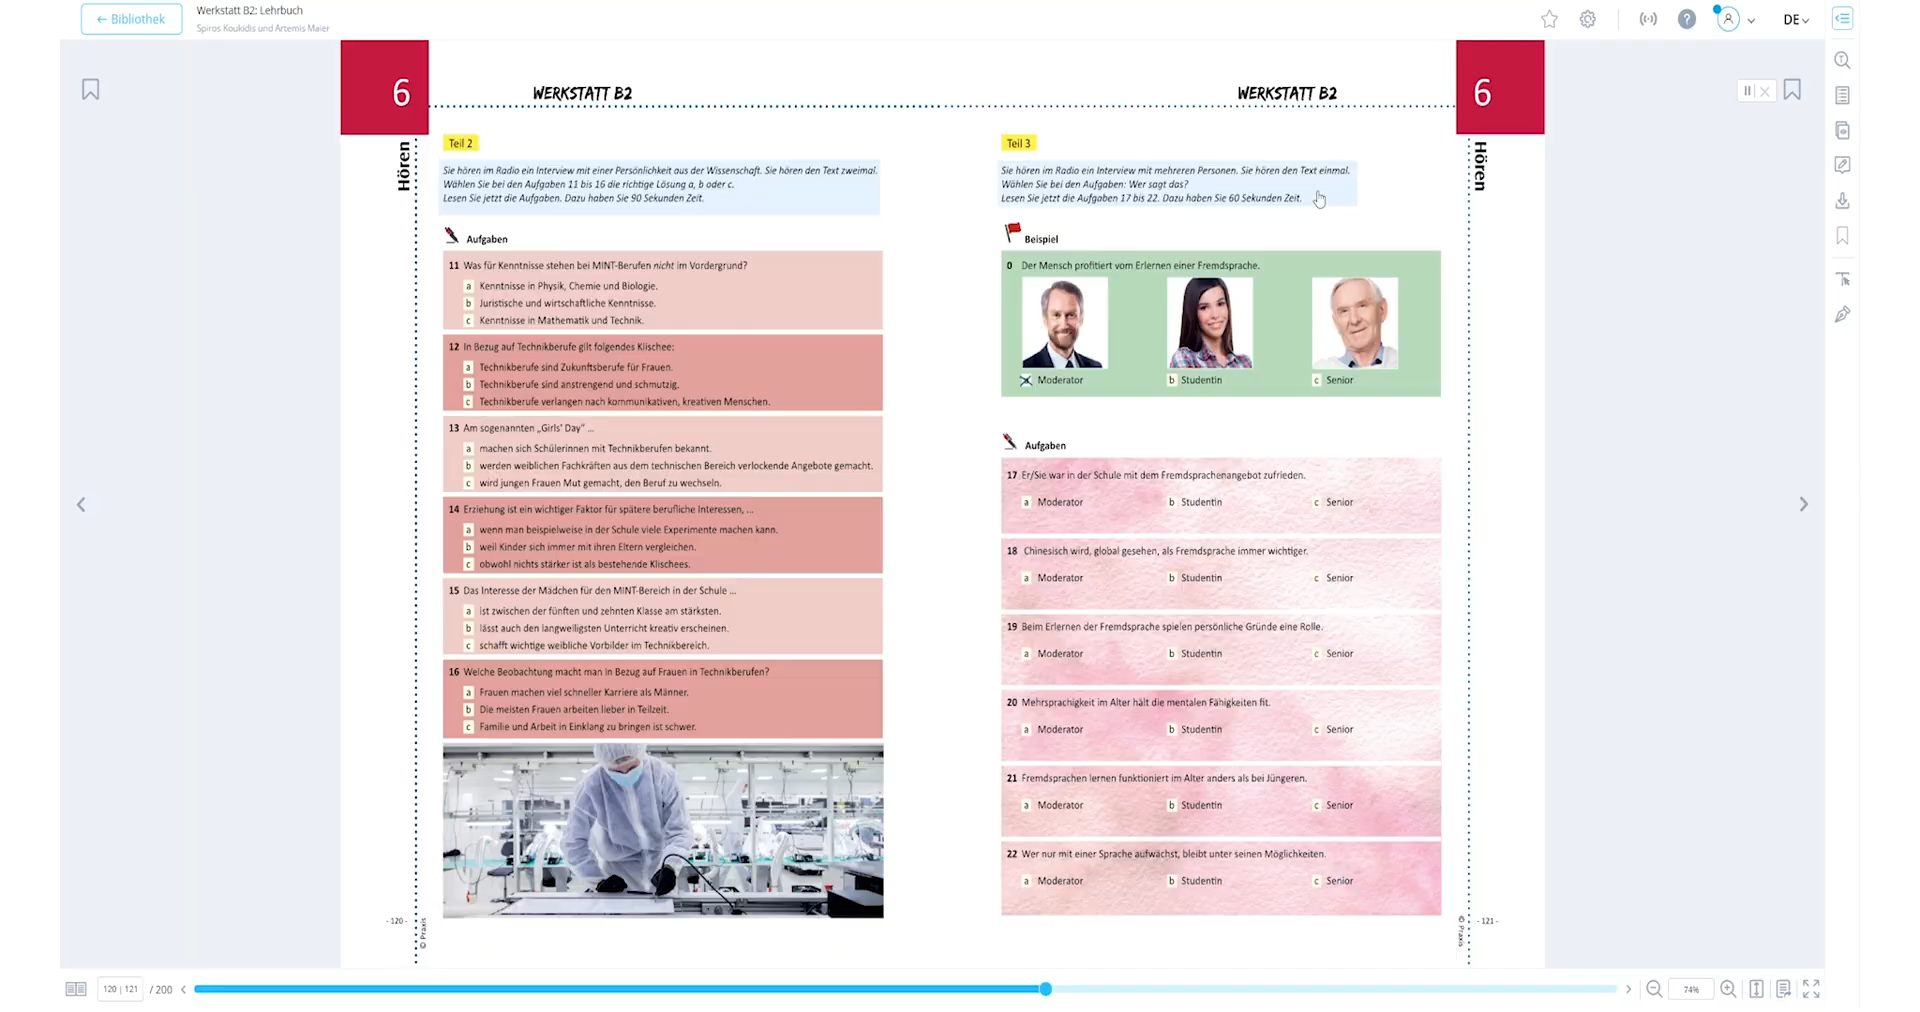 ← Bibliothek
Werkstatt B2: Lehrbuch
Spiros Koukidis und Artemis Maier
DE
6
WERKSTATT B2
Hören
Teil 2
Sie hören im Radio ein Interview mit einer Persönlichkeit aus der Wissenschaft. Sie hören den Text zweimal.
Wählen Sie bei den Aufgaben 11 bis 16 die richtige Lösung a, b oder c.
Lesen Sie jetzt die Aufgaben. Dazu haben Sie 90 Sekunden Zeit.
Aufgaben
11 Was für Kenntnisse stehen bei MINT-Berufen nicht im Vordergrund?
a Kenntnisse in Physik, Chemie und Biologie.
b Juristische und wirtschaftliche Kenntnisse.
c Kenntnisse in Mathematik und Technik.
12 In Bezug auf Technikberufe gilt folgendes Klischee:
a Technikberufe sind Zukunftsberufe für Frauen.
b Technikberufe sind anstrengend und schmutzig.
c Technikberufe verlangen nach kommunikativen, kreativen Menschen.
13 Am sogenannten „Girls' Day“ ...
a machen sich Schülerinnen mit Technikberufen bekannt.
b werden weiblichen Fachkräften aus dem technischen Bereich verlockende Angebote gemacht.
c wird jungen Frauen Mut gemacht, den Beruf zu wechseln.
14 Erziehung ist ein wichtiger Faktor für spätere berufliche Interessen, ...
a wenn man beispielweise in der Schule viele Experimente machen kann.
b weil Kinder sich immer mit ihren Eltern vergleichen.
c obwohl nichts stärker ist als bestehende Klischees.
15 Das Interesse der Mädchen für den MINT-Bereich in der Schule ...
a ist zwischen der fünften und zehnten Klasse am stärksten.
b lässt auch den langweiligsten Unterricht kreativ erscheinen.
c schafft wichtige weibliche Vorbilder im Technikbereich.
16 Welche Beobachtung macht man in Bezug auf Frauen in Technikberufen?
a Frauen machen viel schneller Karriere als Männer.
b Die meisten Frauen arbeiten lieber in Teilzeit.
c Familie und Arbeit in Einklang zu bringen ist schwer.
- 120 -
© Praxis
WERKSTATT B2
6
Hören
Teil 3
Sie hören im Radio ein Interview mit mehreren Personen. Sie hören den Text einmal.
Wählen Sie bei den Aufgaben: Wer sagt das?
Lesen Sie jetzt die Aufgaben 17 bis 22. Dazu haben Sie 60 Sekunden Zeit.
Beispiel
0 Der Mensch profitiert vom Erlernen einer Fremdsprache.
Moderator b Studentin c Senior
Aufgaben
17 Er/Sie war in der Schule mit dem Fremdsprachenangebot zufrieden.
a Moderator b Studentin c Senior
18 Chinesisch wird, global gesehen, als Fremdsprache immer wichtiger.
a Moderator b Studentin c Senior
19 Beim Erlernen der Fremdsprache spielen persönliche Gründe eine Rolle.
a Moderator b Studentin c Senior
20 Mehrsprachigkeit im Alter hält die mentalen Fähigkeiten fit.
a Moderator b Studentin c Senior
21 Fremdsprachen lernen funktioniert im Alter anders als bei Jüngeren.
a Moderator b Studentin c Senior
22 Wer nur mit einer Sprache aufwächst, bleibt unter seinen Möglichkeiten.
a Moderator b Studentin c Senior
© Praxis
- 121 -
120 | 121 / 200
74%